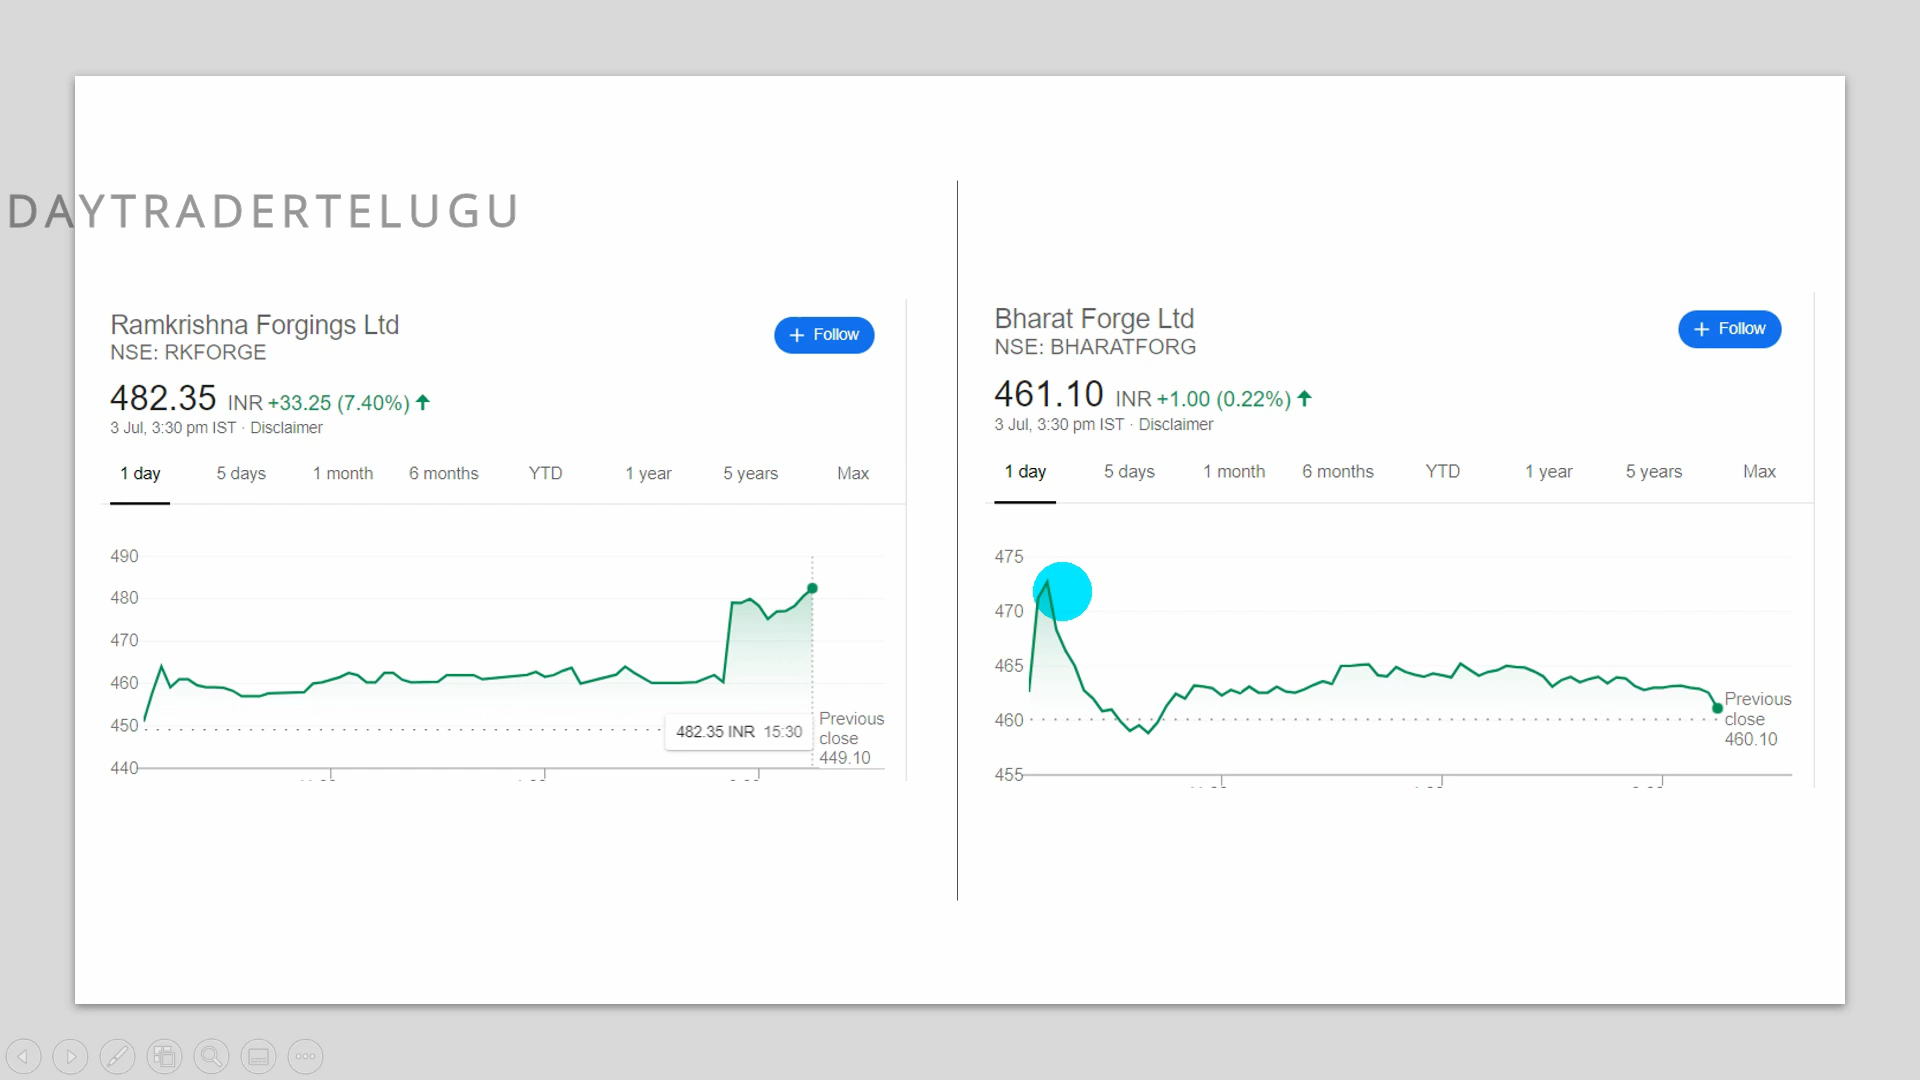 DAYTRADERTELUGU
Ramkrishna Forgings Ltd
NSE: RKFORGE
+ Follow
482.35 INR +33.25 (7.40%)
3 Jul, 3:30 pm IST · Disclaimer
1 day 5 days 1 month 6 months YTD 1 year 5 years Max
490
480
470
460
450
440
482.35 INR 15:30
Previous
close
449.10
Bharat Forge Ltd
NSE: BHARATFORG
+ Follow
461.10 INR +1.00 (0.22%)
3 Jul, 3:30 pm IST · Disclaimer
1 day 5 days 1 month 6 months YTD 1 year 5 years Max
475
470
465
460
455
Previous
close
460.10